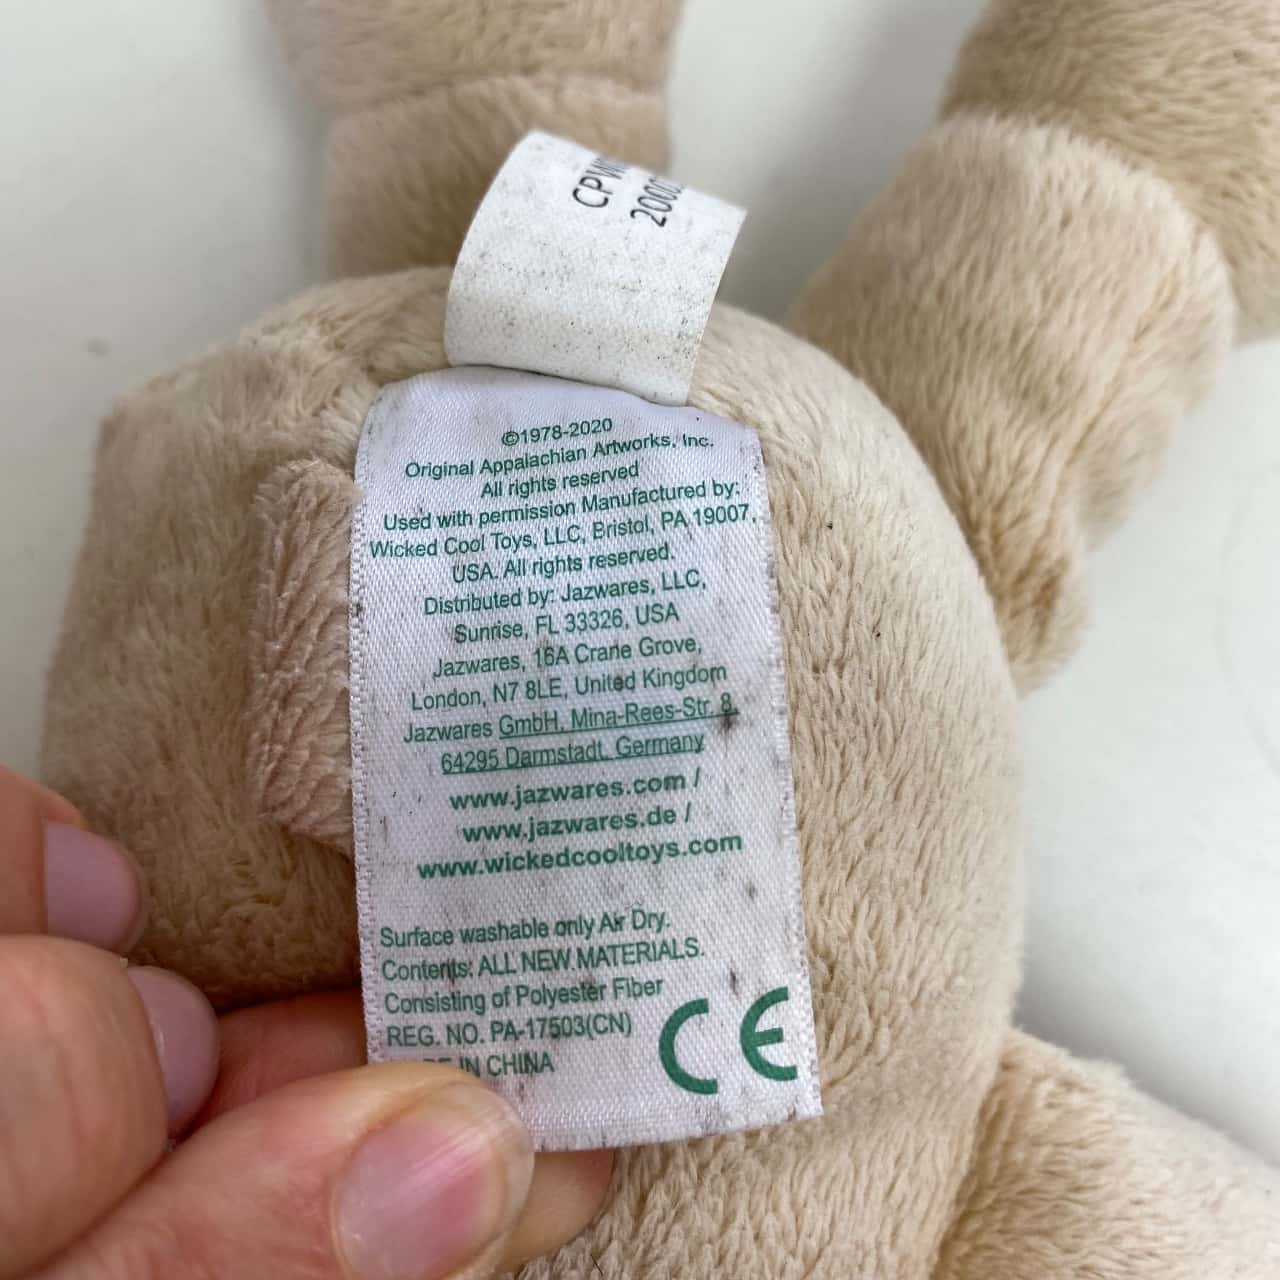 ©1978-2020
Original Appalachian Artworks, Inc.
All rights reserved
Used with permission Manufactured by:
Wicked Cool Toys, LLC, Bristol, PA 19007,
USA. All rights reserved.
Distributed by: Jazwares, LLC,
Sunrise, FL 33326, USA
Jazwares, 16A Crane Grove,
London, N7 8LE, United Kingdom
Jazwares GmbH, Mina-Rees-Str. 8,
64295 Darmstadt, Germany
www.jazwares.com /
www.jazwares.de /
www.wickedcooltoys.com
Surface washable only Air Dry.
Contents: ALL NEW MATERIALS.
Consisting of Polyester Fiber
REG. NO. PA-17503(CN)
IN CHINA
CE